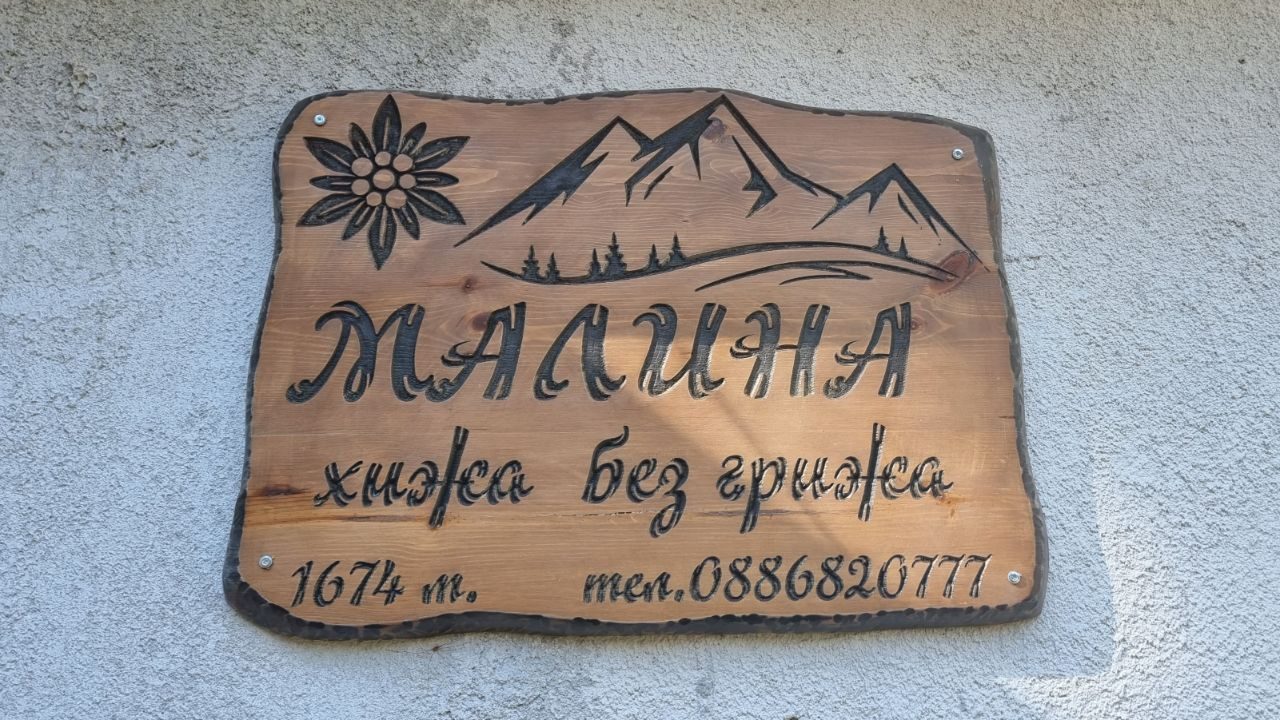 МАЛИНА
хижа без грижа
1674 м. тел.0886820777